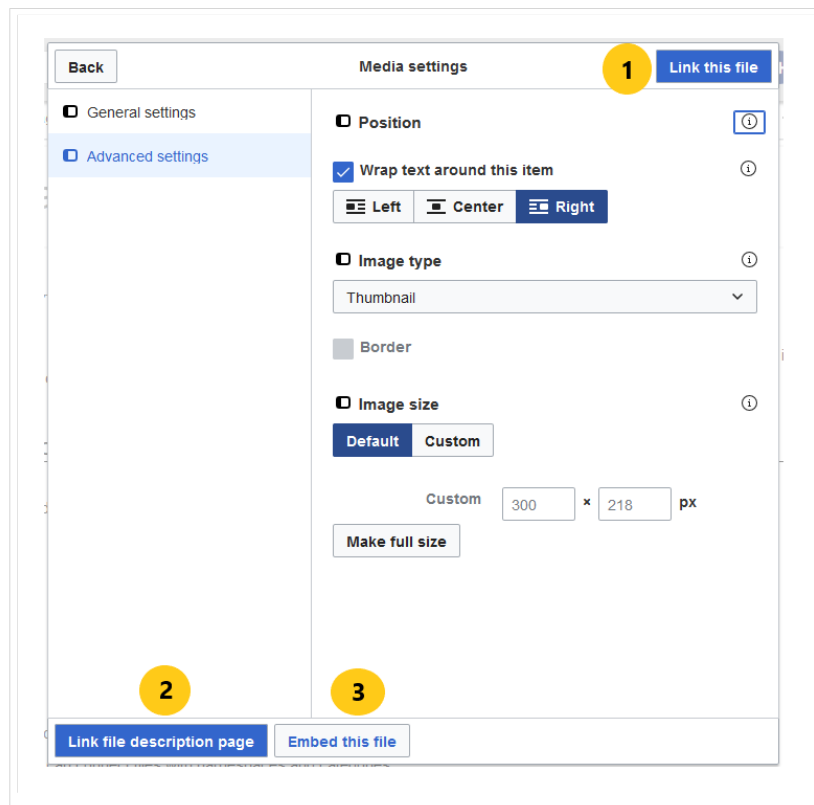 Back
Media settings
1
Link this file
General settings
Advanced settings
Position
Wrap text around this item
Left
Center
Right
Image type
Thumbnail
Border
Image size
Default
Custom
Custom
300
×
218
px
Make full size
2
3
Link file description page
Embed this file